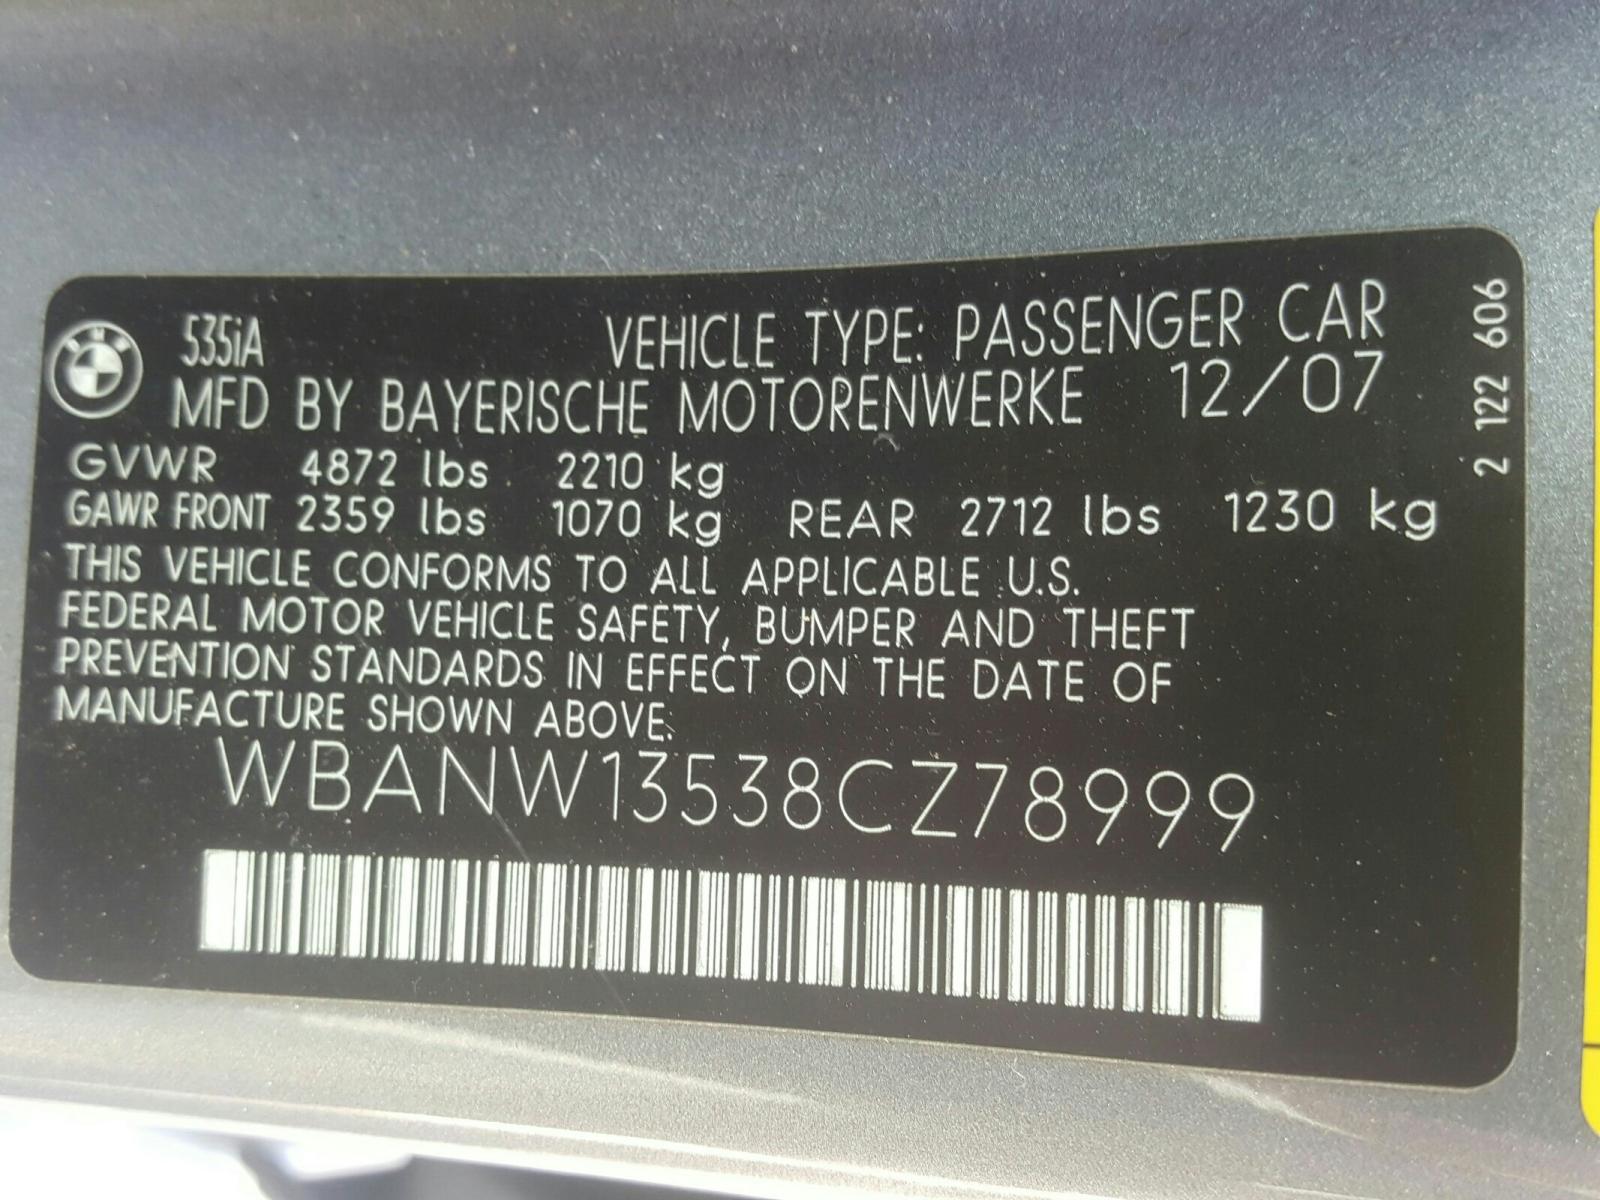 535iA VEHICLE TYPE: PASSENGER CAR
MFD BY BAYERISCHE MOTORENWERKE 12/07
GVWR 4872 lbs 2210 kg
GAWR FRONT 2359 lbs 1070 kg REAR 2712 lbs 1230 kg
THIS VEHICLE CONFORMS TO ALL APPLICABLE U.S.
FEDERAL MOTOR VEHICLE SAFETY, BUMPER AND THEFT
PREVENTION STANDARDS IN EFFECT ON THE DATE OF
MANUFACTURE SHOWN ABOVE.
WBANW13538CZ78999
2 122 606